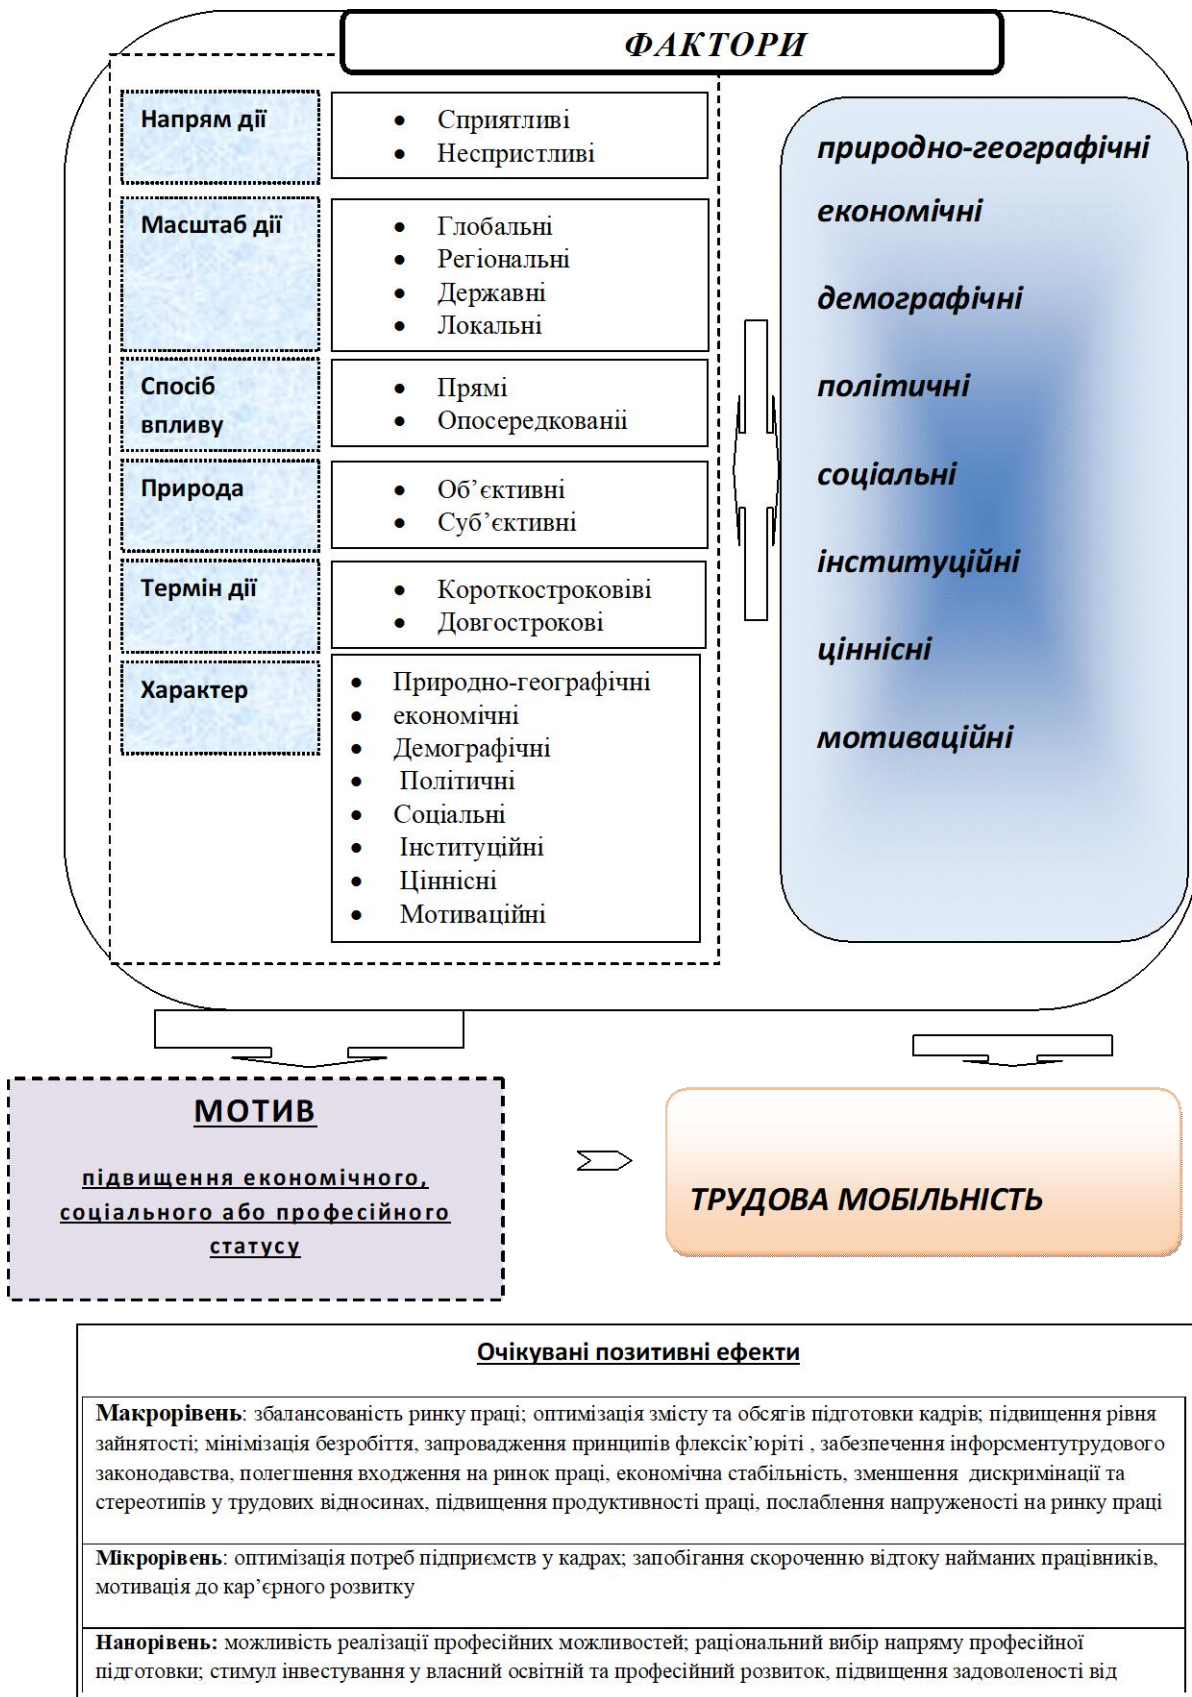 ФАКТОРИ
Напрям дії
• Сприятливі
• Неспристливі
Масштаб дії
• Глобальні
• Регіональні
• Державні
• Локальні
Спосіб
впливу
• Прямі
• Опосередкованії
Природа
• Об’єктивні
• Суб’єктивні
Термін дії
• Короткостроковіві
• Довгострокові
Характер
• Природно-географічні
• економічні
• Демографічні
• Політичні
• Соціальні
• Інституційні
• Ціннісні
• Мотиваційні
природно-географічні
економічні
демографічні
політичні
соціальні
інституційні
ціннісні
мотиваційні
МОТИВ
підвищення економічного,
соціального або професійного
статусу
ТРУДОВА МОБІЛЬНІСТЬ
Очікувані позитивні ефекти
Макрорівень: збалансованість ринку праці; оптимізація змісту та обсягів підготовки кадрів; підвищення рівня
зайнятості; мінімізація безробіття, запровадження принципів флексік’юріті , забезпечення інфорсментутрудового
законодавства, полегшення входження на ринок праці, економічна стабільність, зменшення дискримінації та
стереотипів у трудових відносинах, підвищення продуктивності праці, послаблення напруженості на ринку праці
Мікрорівень: оптимізація потреб підприємств у кадрах; запобігання скороченню відтоку найманих працівників,
мотивація до кар’єрного розвитку
Нанорівень: можливість реалізації професійних можливостей; раціональний вибір напряму професійної
підготовки; стимул інвестування у власний освітній та професійний розвиток, підвищення задоволеності від